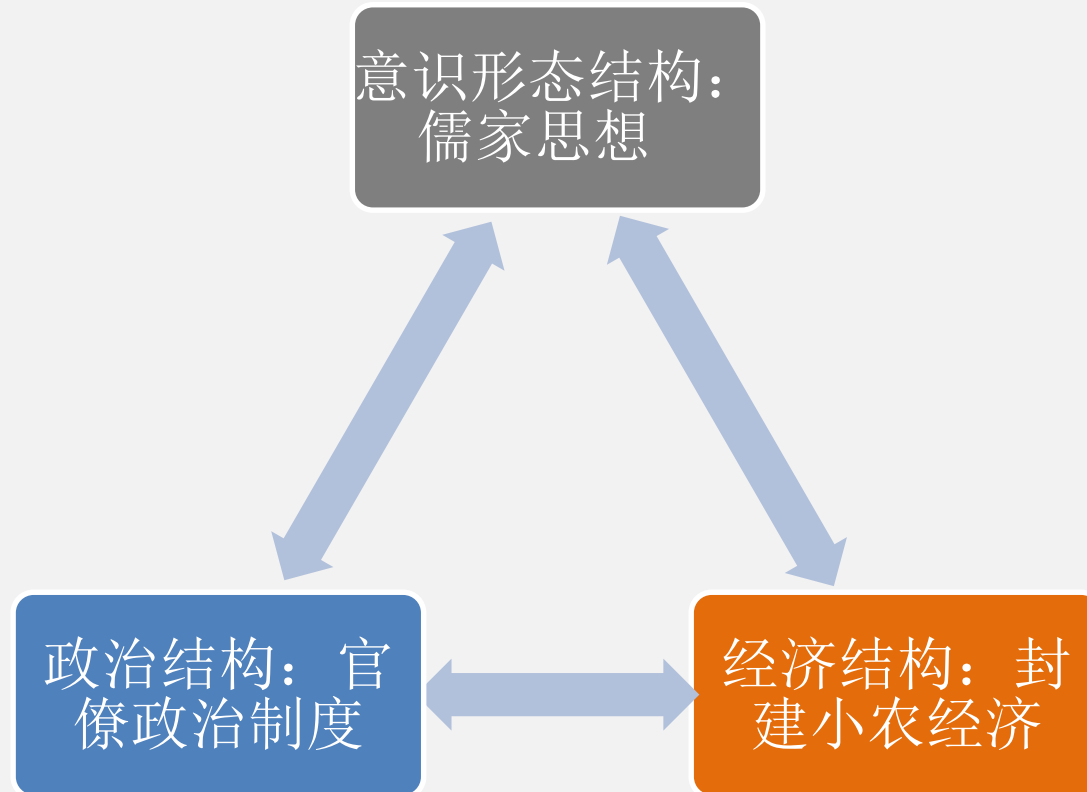 意识形态结构：
儒家思想
政治结构：官
僚政治制度
经济结构：封
建小农经济